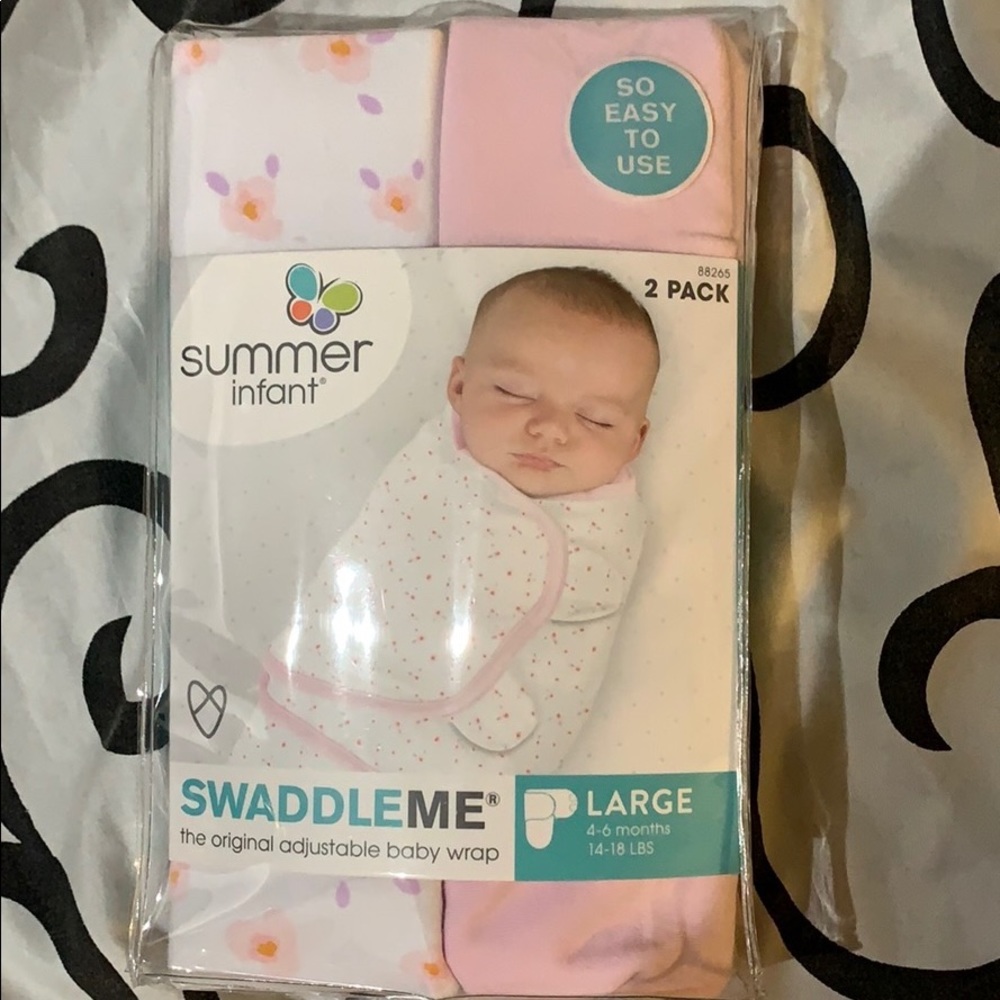 SO
EASY
TO
USE
88265
2 PACK
summer
infant®
SWADDLEME®
the original adjustable baby wrap
LARGE
4-6 months
14-18 LBS